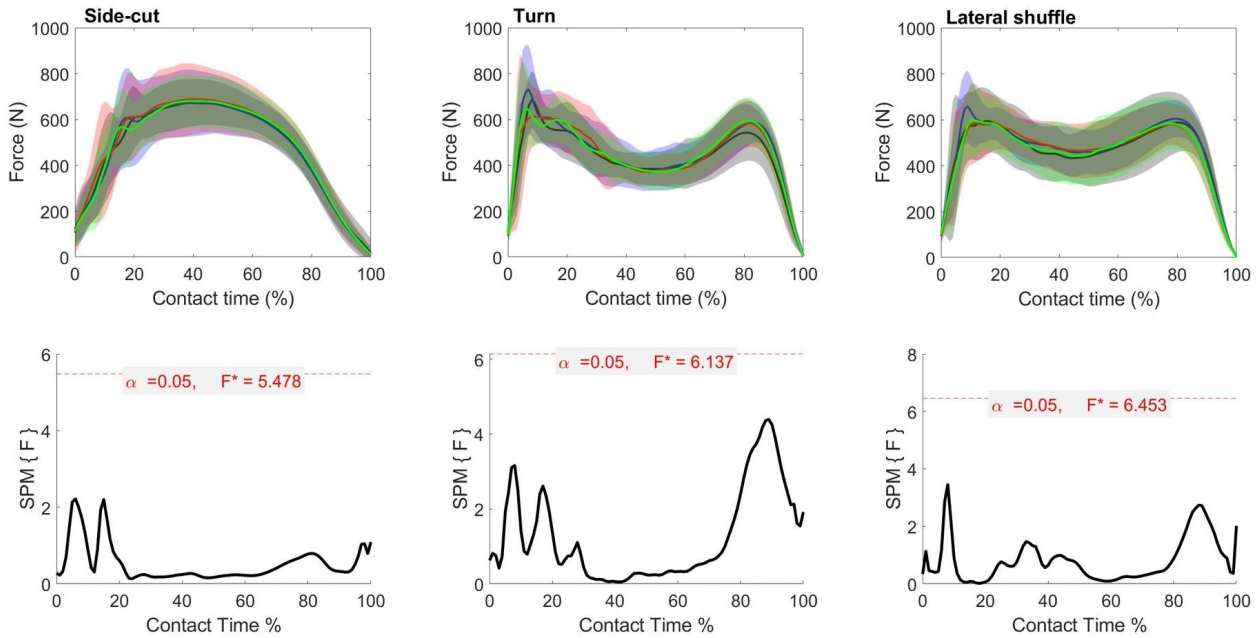 Side-cut
Turn
Lateral shuffle
1000
800
600
400
200
0
Force (N)
0 20 40 60 80 100
Contact time (%)
1000
800
600
400
200
0
Force (N)
0 20 40 60 80 100
Contact time (%)
1000
800
600
400
200
0
Force (N)
0 20 40 60 80 100
Contact time (%)
6
4
2
0
SPM { F }
α =0.05, F* = 5.478
0 20 40 60 80 100
Contact Time %
6
4
2
0
SPM { F }
α =0.05, F* = 6.137
0 20 40 60 80 100
Contact Time %
8
6
4
2
0
SPM { F }
α =0.05, F* = 6.453
0 20 40 60 80 100
Contact Time %